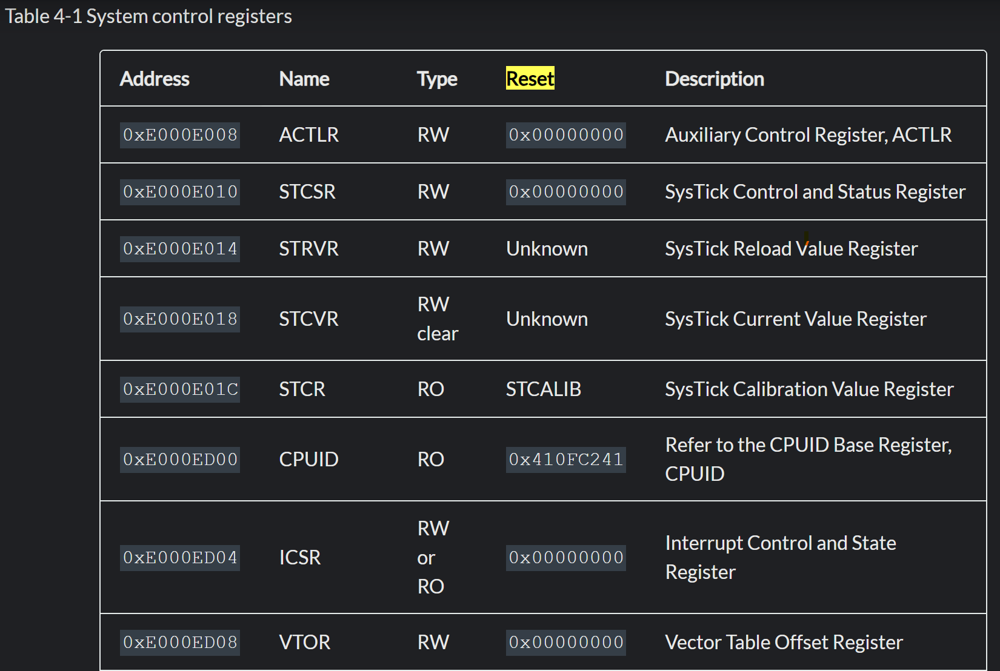 Table 4-1 System control registers
Address Name Type Reset Description
0xE000E008 ACTLR RW 0x00000000 Auxiliary Control Register, ACTLR
0xE000E010 STCSR RW 0x00000000 SysTick Control and Status Register
0xE000E014 STRVR RW Unknown SysTick Reload Value Register
0xE000E018 STCVR RW
clear Unknown SysTick Current Value Register
0xE000E01C STCR RO STCALIB SysTick Calibration Value Register
0xE000ED00 CPUID RO 0x410FC241 Refer to the CPUID Base Register,
CPUID
0xE000ED04 ICSR RW
or
RO 0x00000000 Interrupt Control and State
Register
0xE000ED08 VTOR RW 0x00000000 Vector Table Offset Register